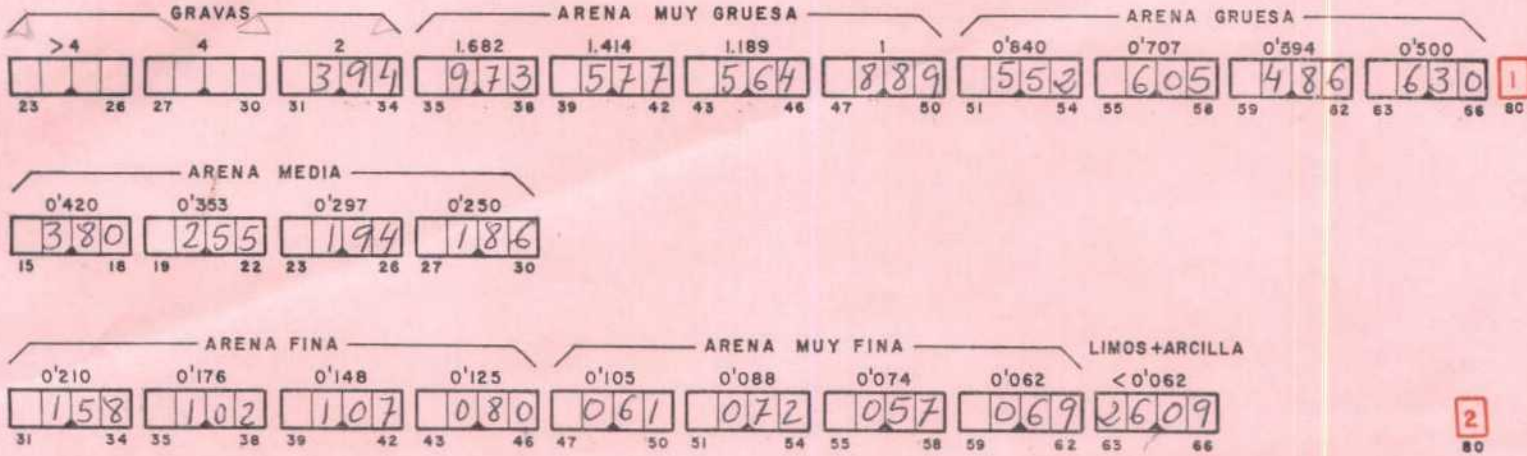 GRAVAS ARENA MUY GRUESA ARENA GRUESA
>4 4 2 1.682 1.414 1.189 1 0'840 0'707 0'594 0'500
394 973 577 564 889 552 605 486 630 1
23 26 27 30 31 34 35 38 39 42 43 46 47 50 51 54 55 58 59 62 63 66 80
ARENA MEDIA
0'420 0'353 0'297 0'250
380 255 194 186
15 18 19 22 23 26 27 30
ARENA FINA ARENA MUY FINA LIMOS+ARCILLA
0'210 0'176 0'148 0'125 0'105 0'088 0'074 0'062 <0'062
158 102 107 080 061 072 057 069 2609 2
31 34 35 38 39 42 43 46 47 50 51 54 55 58 59 62 63 66 80